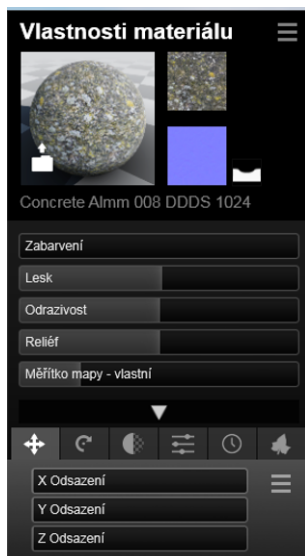 Vlastnosti materiálu
Concrete Almm 008 DDDS 1024
Zabarvení
Lesk
Odrazivost
Reliéf
Měřítko mapy - vlastní
X Odsazení
Y Odsazení
Z Odsazení